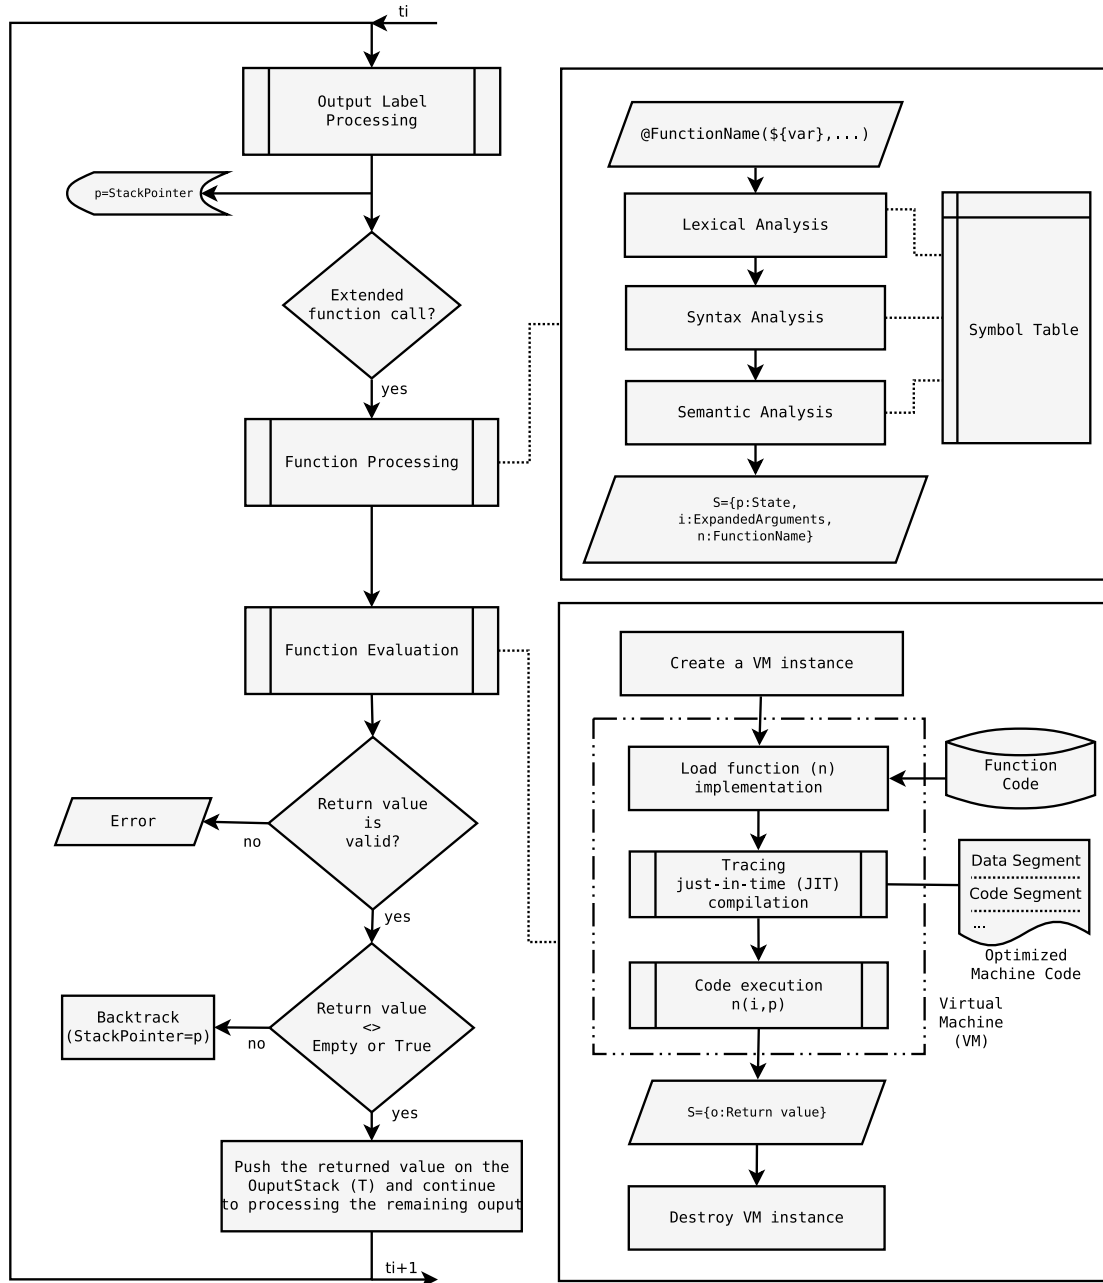 ti
Output Label
Processing
p=StackPointer
Extended
function call?
yes
Function Processing
Function Evaluation
Return value
is
valid?
no
Error
yes
Return value
<>
Empty or True
no
Backtrack
(StackPointer=p)
yes
Push the returned value on the
OuputStack (T) and continue
to processing the remaining ouput
ti+1
@FunctionName(${var},...)
Lexical Analysis
Syntax Analysis
Semantic Analysis
Symbol Table
S={p:State,
i:ExpandedArguments,
n:FunctionName}
Create a VM instance
Load function (n)
implementation
Function
Code
Tracing
just-in-time (JIT)
compilation
Data Segment
Code Segment
...
Optimized
Machine Code
Code execution
n(i,p)
Virtual
Machine
(VM)
S={o:Return value}
Destroy VM instance